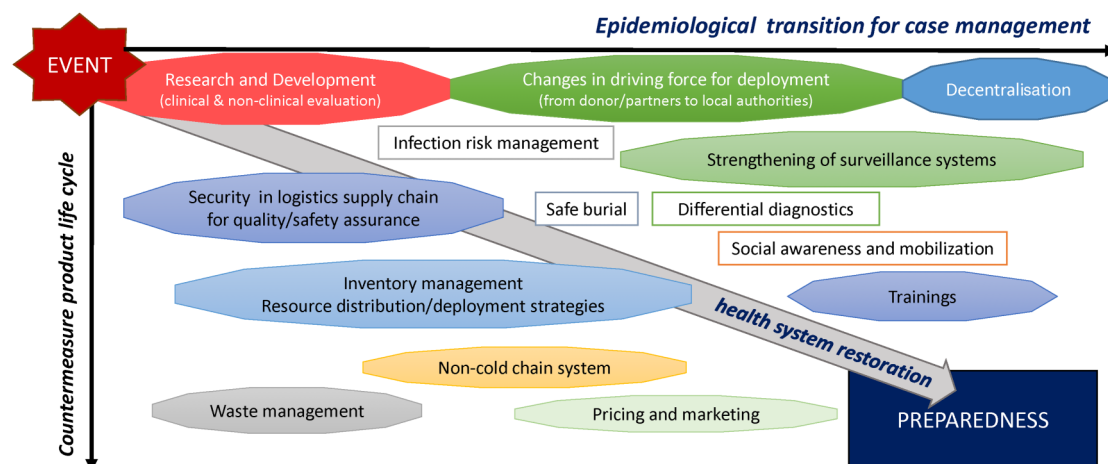 Epidemiological transition for case management
EVENT
Research and Development
(clinical & non-clinical evaluation)
Changes in driving force for deployment
(from donor/partners to local authorities)
Decentralisation
Infection risk management
Strengthening of surveillance systems
Countermeasure product life cycle
Security in logistics supply chain
for quality/safety assurance
Safe burial
Differential diagnostics
Social awareness and mobilization
Inventory management
Resource distribution/deployment strategies
Trainings
health system restoration
Non-cold chain system
Waste management
Pricing and marketing
PREPAREDNESS